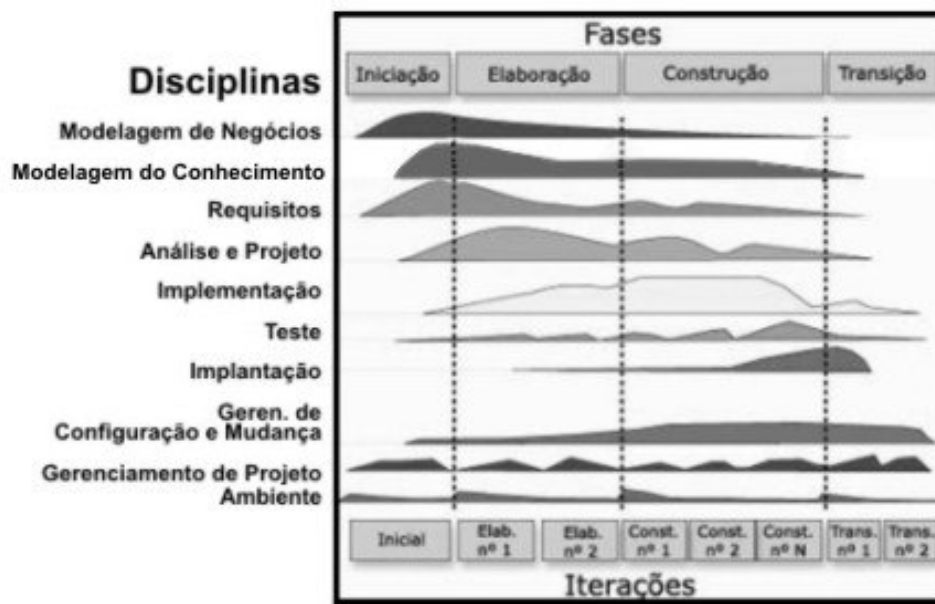 Fases
Disciplinas
Iniciação Elaboração Construção Transição
Modelagem de Negócios
Modelagem do Conhecimento
Requisitos
Análise e Projeto
Implementação
Teste
Implantação
Geren. de
Configuração e Mudança
Gerenciamento de Projeto
Ambiente
Inicial
Elab. nº 1
Elab. nº 2
Const. nº 1
Const. nº 2
Const. nº N
Trans. nº 1
Trans. nº 2
Iterações